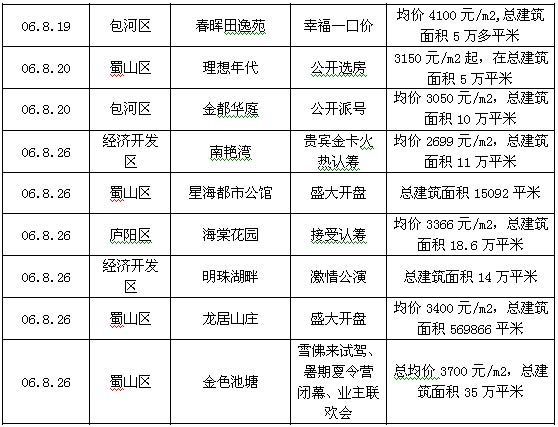 06.8.19 包河区 春晖田逸苑 幸福一口价 均价 4100 元/m2,总建筑
面积 5 万多平米
06.8.20 蜀山区 理想年代 公开选房 3150 元/m2 起，在总建筑
面积 5 万平米
06.8.20 包河区 金都华庭 公开派号 均价 3050 元/m2，总建筑
面积 10 万平米
06.8.26 经济开发
区 南艳湾 贵宾金卡火
热认筹 均价 2699 元/m2，总建筑
面积 11 万平米
06.8.26 蜀山区 星海都市公馆 盛大开盘 总建筑面积 15092 平米
06.8.26 庐阳区 海棠花园 接受认筹 均价 3366 元/m2，总建筑
面积 18.6 万平米
06.8.26 经济开发
区 明珠湖畔 激情公演 总建筑面积 14 万平米
06.8.26 蜀山区 龙居山庄 盛大开盘 均价 3400 元/m2，总建筑
面积 569866 平米
06.8.26 蜀山区 金色池塘 雪佛来试驾、
暑期夏令营
闭幕、业主联
欢会 总均价 3700 元/m2，总建
筑面积 35 万平米